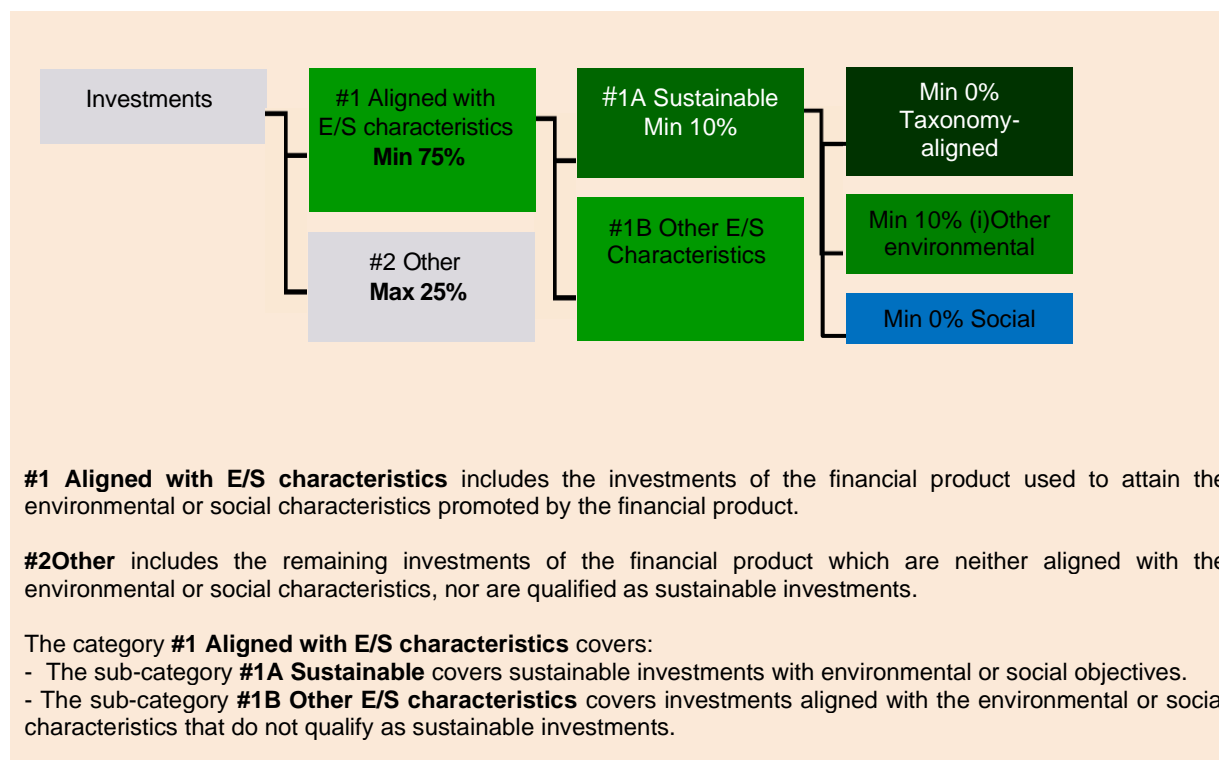 Investments
#1 Aligned with
E/S characteristics
Min 75%
#2 Other
Max 25%
#1A Sustainable
Min 10%
#1B Other E/S
Characteristics
Min 0%
Taxonomy-
aligned
Min 10% (i)Other
environmental
Min 0% Social
#1 Aligned with E/S characteristics includes the investments of the financial product used to attain the
environmental or social characteristics promoted by the financial product.
#2Other includes the remaining investments of the financial product which are neither aligned with the
environmental or social characteristics, nor are qualified as sustainable investments.
The category #1 Aligned with E/S characteristics covers:
- The sub-category #1A Sustainable covers sustainable investments with environmental or social objectives.
- The sub-category #1B Other E/S characteristics covers investments aligned with the environmental or socia
characteristics that do not qualify as sustainable investments.